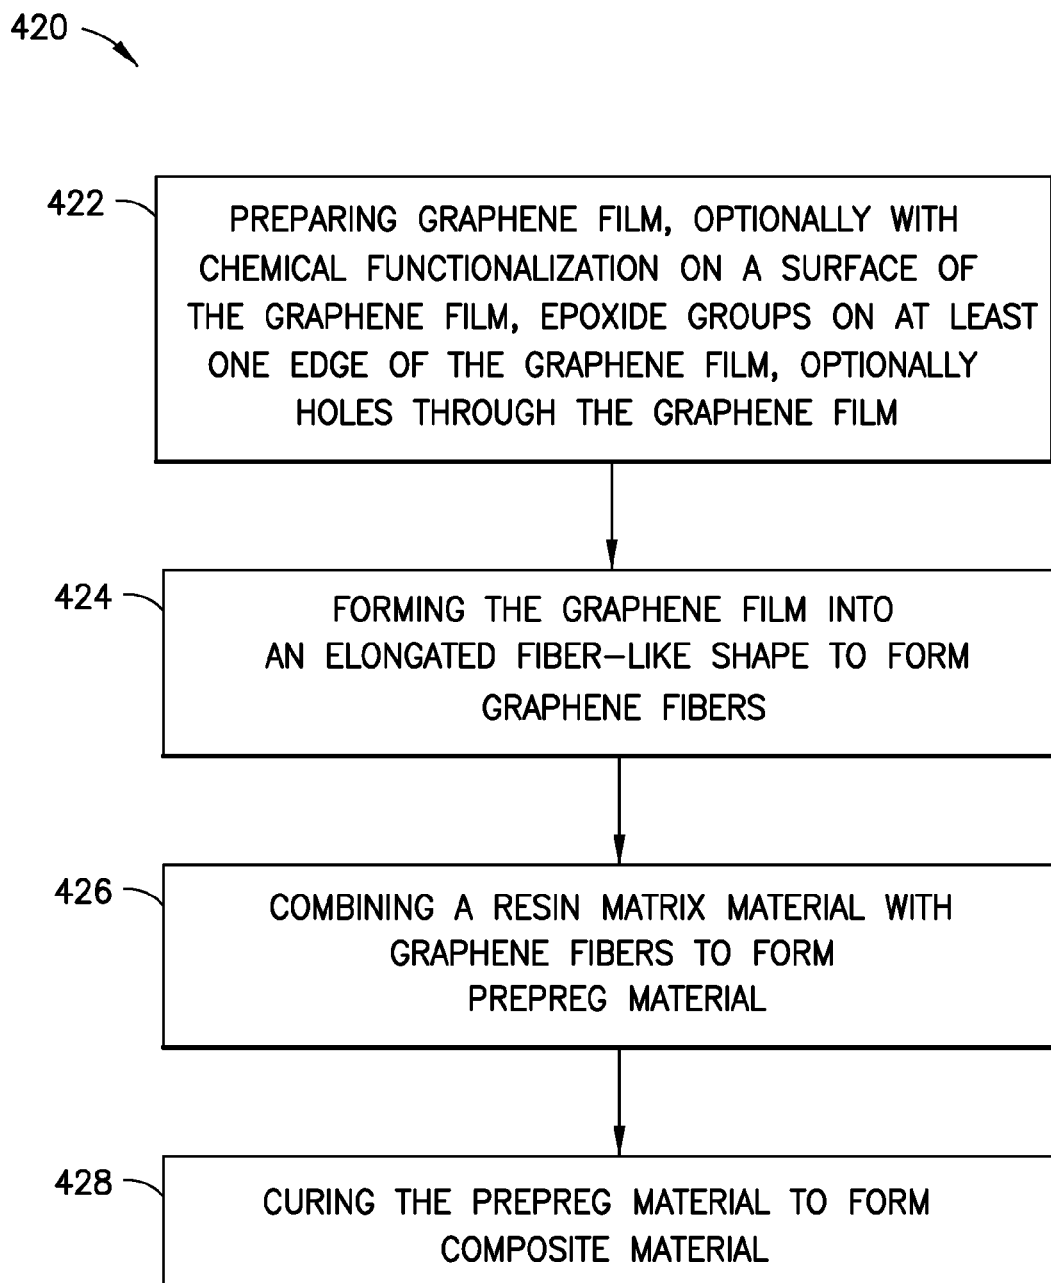 420
422
PREPARING GRAPHENE FILM, OPTIONALLY WITH
CHEMICAL FUNCTIONALIZATION ON A SURFACE OF
THE GRAPHENE FILM, EPOXIDE GROUPS ON AT LEAST
ONE EDGE OF THE GRAPHENE FILM, OPTIONALLY
HOLES THROUGH THE GRAPHENE FILM
424
FORMING THE GRAPHENE FILM INTO
AN ELONGATED FIBER–LIKE SHAPE TO FORM
GRAPHENE FIBERS
426
COMBINING A RESIN MATRIX MATERIAL WITH
GRAPHENE FIBERS TO FORM
PREPREG MATERIAL
428
CURING THE PREPREG MATERIAL TO FORM
COMPOSITE MATERIAL